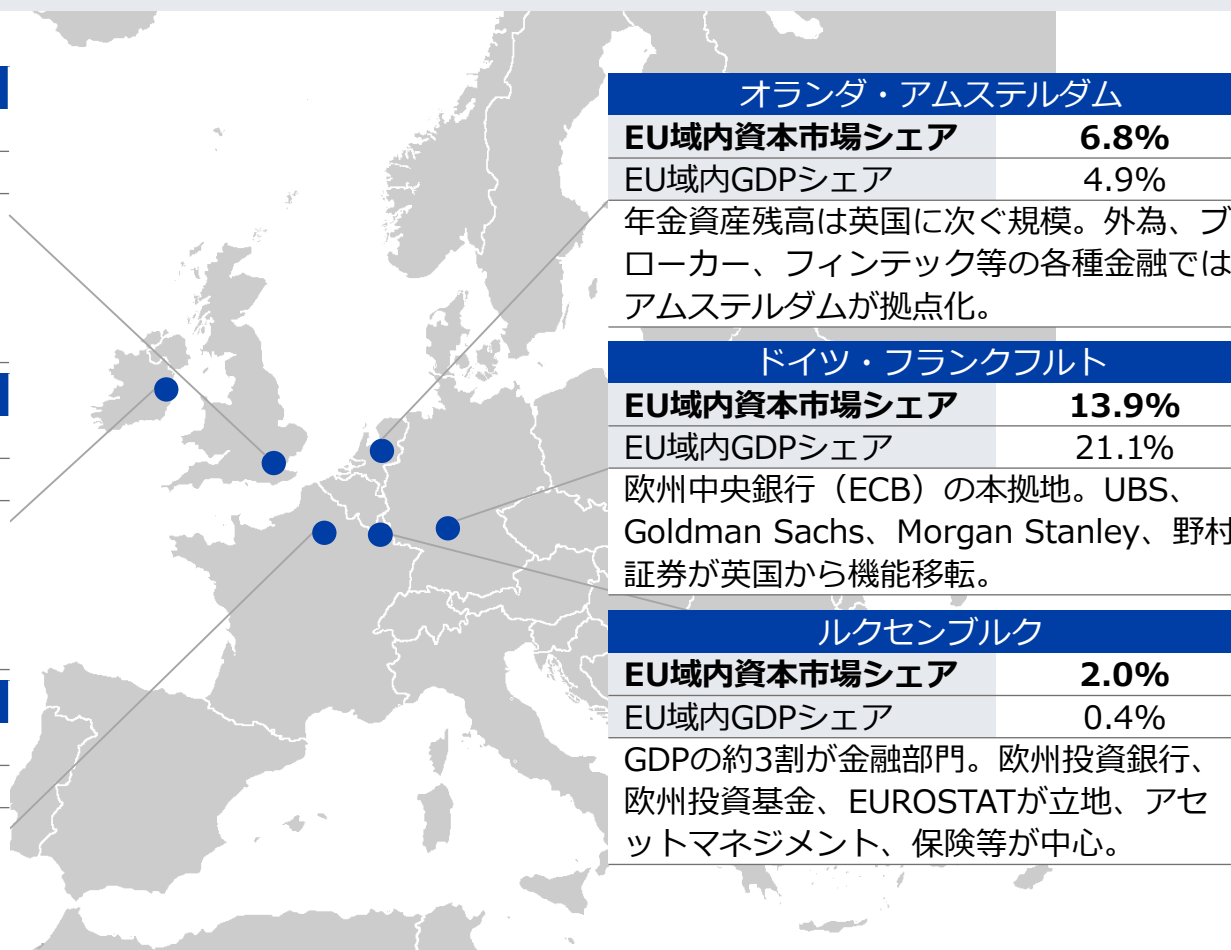 オランダ・アムステルダム
EU域内資本市場シェア 6.8%
EU域内GDPシェア 4.9%
年金資産残高は英国に次ぐ規模。外為、ブ
ローカー、フィンテック等の各種金融では
アムステルダムが拠点化。
ドイツ・フランクフルト
EU域内資本市場シェア 13.9%
EU域内GDPシェア 21.1%
欧州中央銀行（ECB）の本拠地。UBS、
Goldman Sachs、Morgan Stanley、野村
証券が英国から機能移転。
ルクセンブルク
EU域内資本市場シェア 2.0%
EU域内GDPシェア 0.4%
GDPの約3割が金融部門。欧州投資銀行、
欧州投資基金、EUROSTATが立地、アセ
ットマネジメント、保険等が中心。